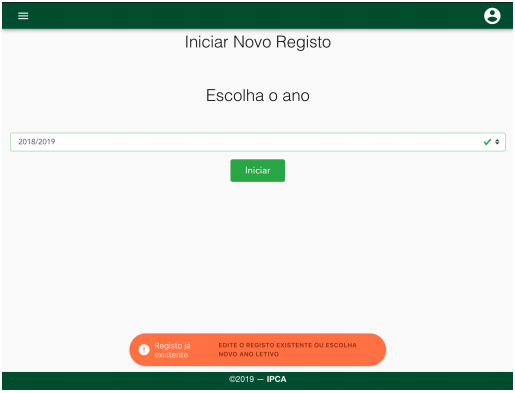 Iniciar Novo Registo
Escolha o ano
2018/2019
Iniciar
Registo já
existente
EDITE O REGISTO EXISTENTE OU ESCOLHA
NOVO ANO LETIVO
©2019 — IPCA